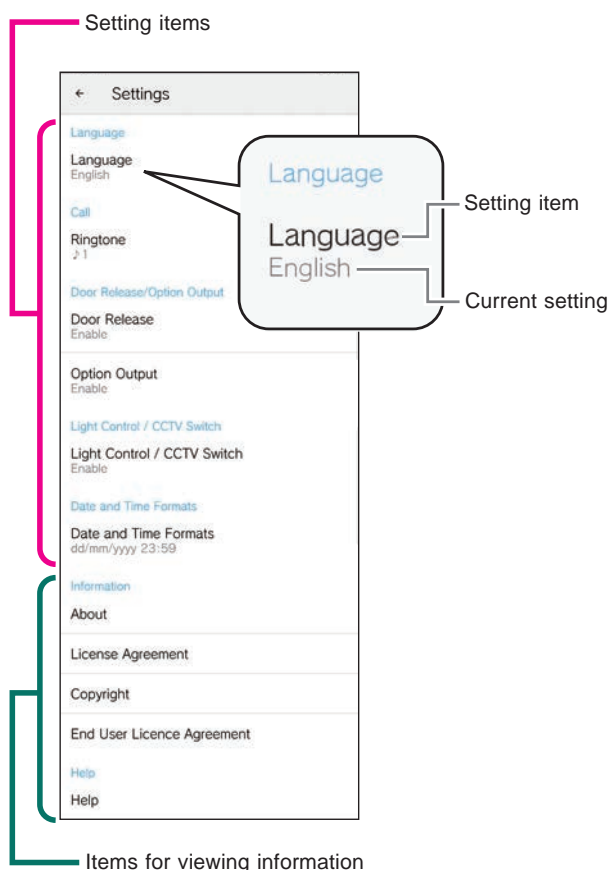 Setting items
← Settings
Language
Language
English
Call
Ringtone
♪1
Door Release/Option Output
Door Release
Enable
Option Output
Enable
Light Control / CCTV Switch
Light Control / CCTV Switch
Enable
Date and Time Formats
Date and Time Formats
dd/mm/yyyy 23:59
Information
About
License Agreement
Copyright
End User Licence Agreement
Help
Help
Language
Language
English
Setting item
Current setting
Items for viewing information